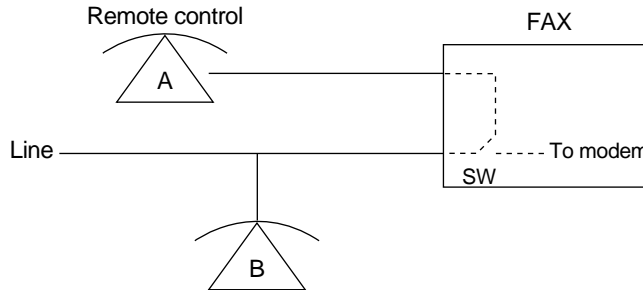 Remote control
FAX
A
Line
To modem
SW
B